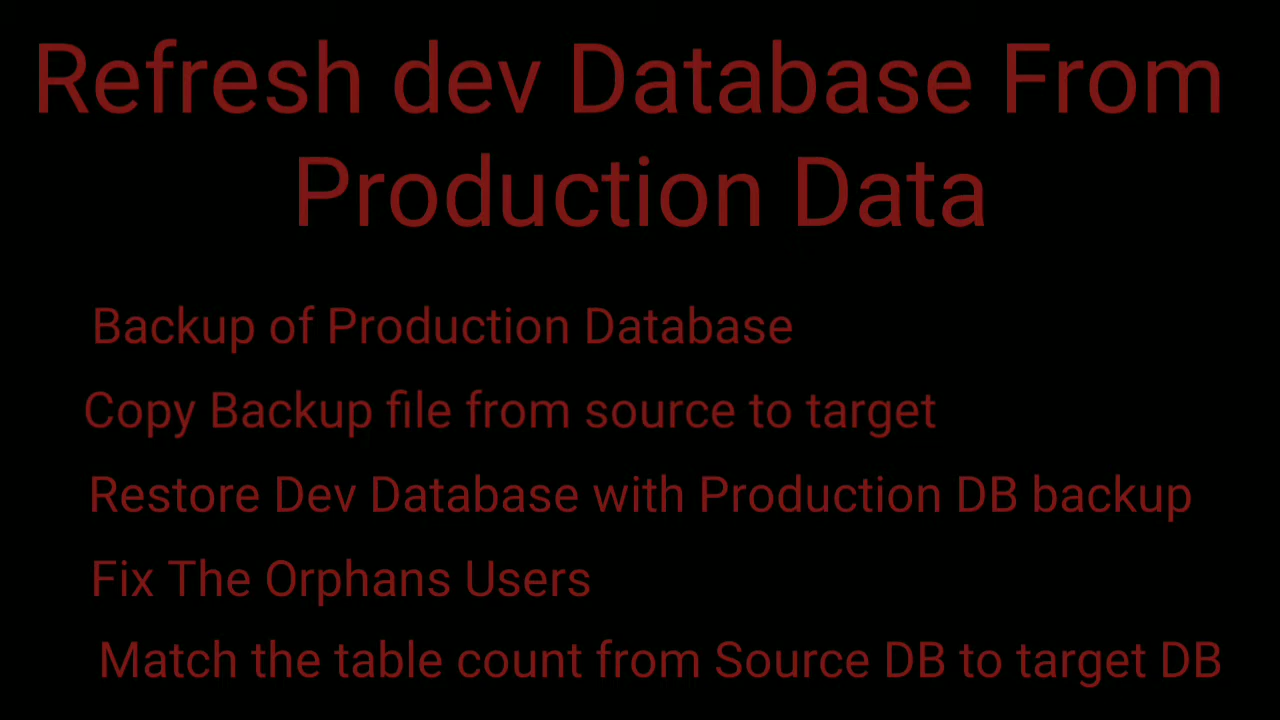 Refresh dev Database From
Production Data
Backup of Production Database
Copy Backup file from source to target
Restore Dev Database with Production DB backup
Fix The Orphans Users
Match the table count from Source DB to target DB